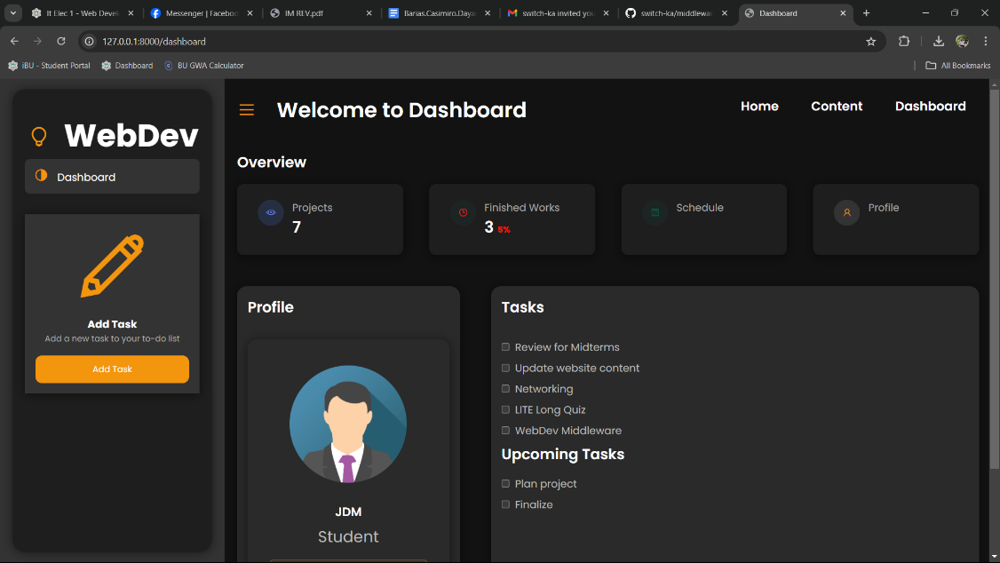 It Elec 1 - Web Devel
Messenger | Faceboo
IM REV.pdf
Barias.Casimiro.Daya
switch-ka invited you
switch-ka/middlewar
Dashboard
127.0.0.1:8000/dashboard
iBU - Student Portal
Dashboard
BU GWA Calculator
All Bookmarks
WebDev
Dashboard
Add Task
Add a new task to your to-do list
Add Task
Welcome to Dashboard
Home
Content
Dashboard
Overview
Projects
7
Finished Works
3 5%
Schedule
Profile
Profile
JDM
Student
Tasks
Review for Midterms
Update website content
Networking
LITE Long Quiz
WebDev Middleware
Upcoming Tasks
Plan project
Finalize